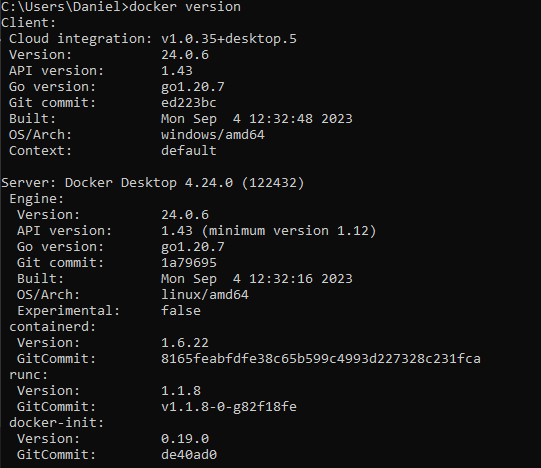 C:\Users\Daniel>docker version
Client:
 Cloud integration: v1.0.35+desktop.5
 Version:           24.0.6
 API version:       1.43
 Go version:        go1.20.7
 Git commit:        ed223bc
 Built:             Mon Sep  4 12:32:48 2023
 OS/Arch:           windows/amd64
 Context:           default

Server: Docker Desktop 4.24.0 (122432)
 Engine:
  Version:          24.0.6
  API version:      1.43 (minimum version 1.12)
  Go version:       go1.20.7
  Git commit:       1a79695
  Built:            Mon Sep  4 12:32:16 2023
  OS/Arch:          linux/amd64
  Experimental:     false
 containerd:
  Version:          1.6.22
  GitCommit:        8165feabfdfe38c65b599c4993d227328c231fca
 runc:
  Version:          1.1.8
  GitCommit:        v1.1.8-0-g82f18fe
 docker-init:
  Version:          0.19.0
  GitCommit:        de40ad0